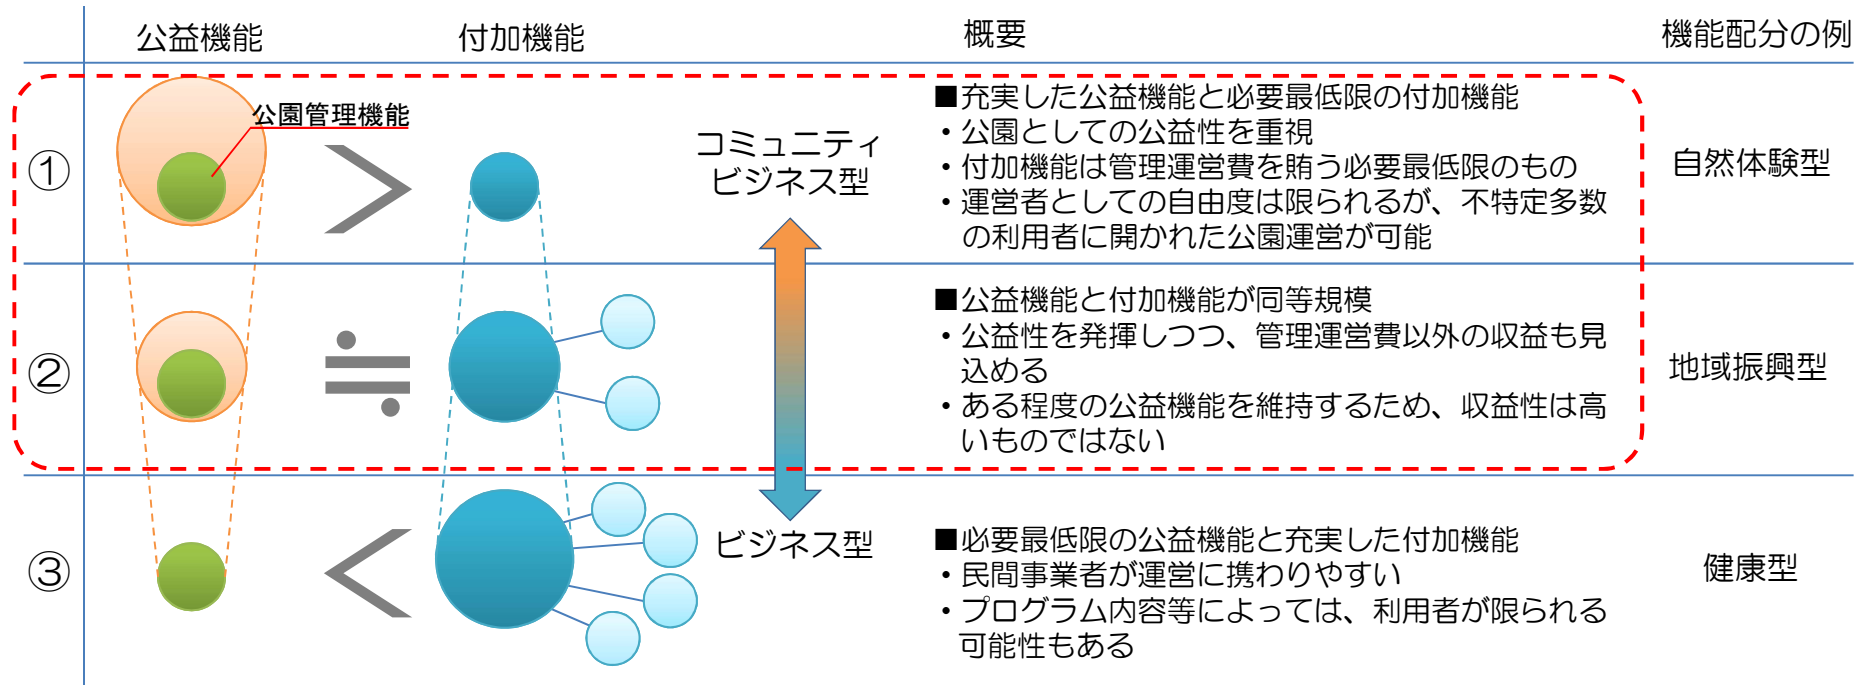 公益機能
付加機能
概要
機能配分の例
公園管理機能
①
＞
コミュニティ
ビジネス型
■充実した公益機能と必要最低限の付加機能
・公園としての公益性を重視
・付加機能は管理運営費を賄う必要最低限のもの
・運営者としての自由度は限られるが、不特定多数
の利用者に開かれた公園運営が可能
自然体験型
②
≒
■公益機能と付加機能が同等規模
・公益性を発揮しつつ、管理運営費以外の収益も見
込める
・ある程度の公益機能を維持するため、収益性は高
いものではない
地域振興型
③
＜
ビジネス型
■必要最低限の公益機能と充実した付加機能
・民間事業者が運営に携わりやすい
・プログラム内容等によっては、利用者が限られる
可能性もある
健康型